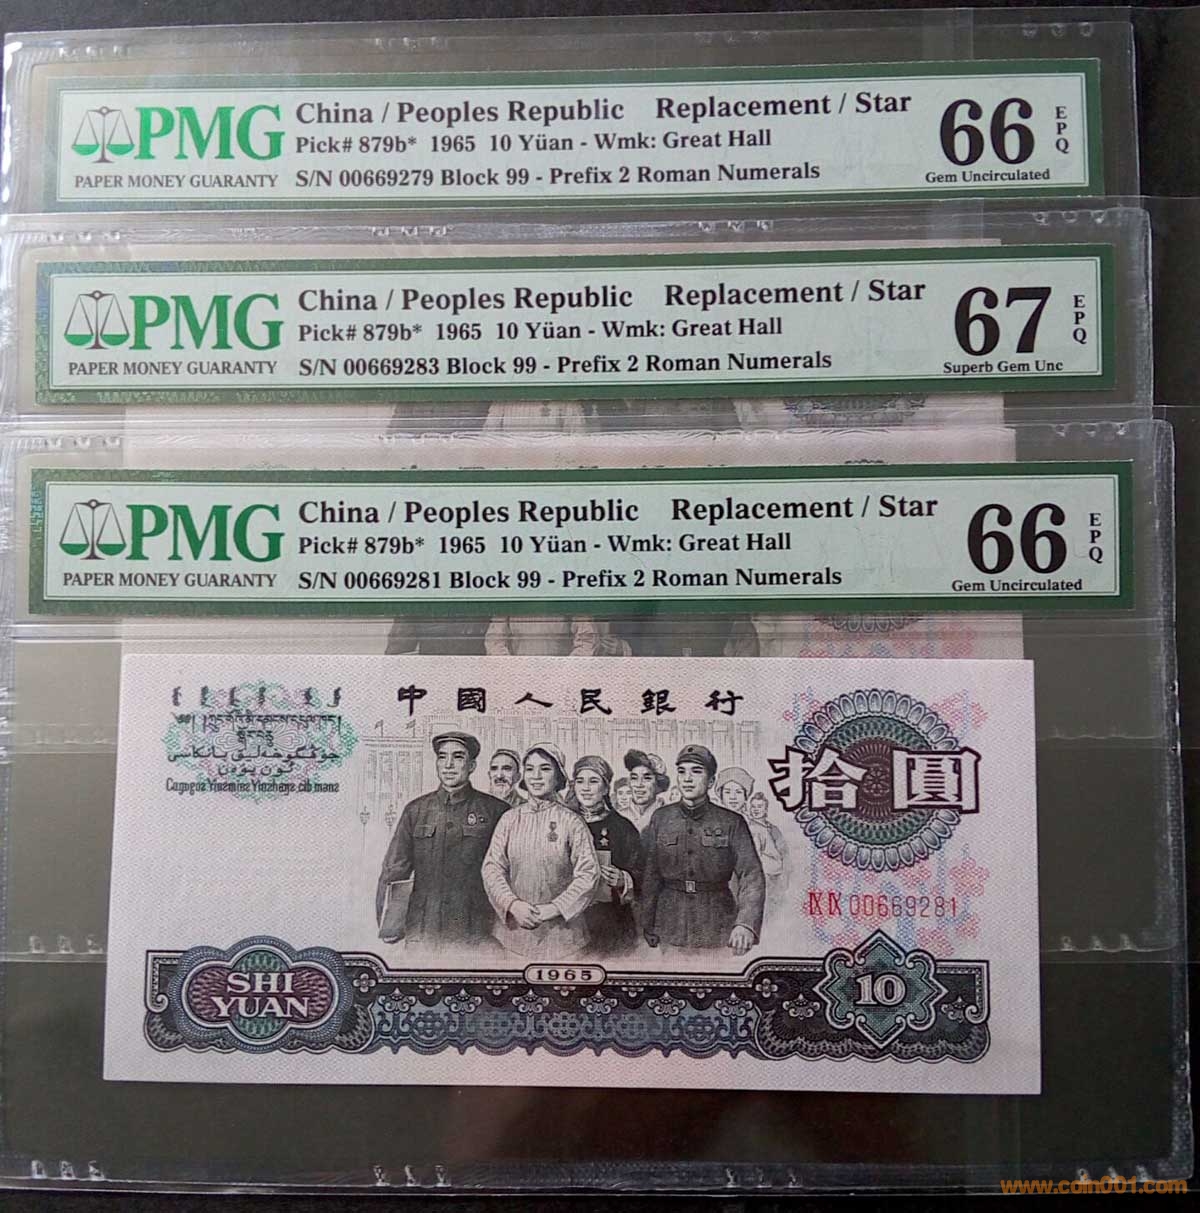 PMG
PAPER MONEY GUARANTY
China / Peoples Republic Replacement / Star
Pick# 879b* 1965 10 Yüan - Wmk: Great Hall
S/N 00669279 Block 99 - Prefix 2 Roman Numerals
66 EPQ
Gem Uncirculated
PMG
PAPER MONEY GUARANTY
China / Peoples Republic Replacement / Star
Pick# 879b* 1965 10 Yüan - Wmk: Great Hall
S/N 00669283 Block 99 - Prefix 2 Roman Numerals
67 EPQ
Superb Gem Unc
PMG
PAPER MONEY GUARANTY
China / Peoples Republic Replacement / Star
Pick# 879b* 1965 10 Yüan - Wmk: Great Hall
S/N 00669281 Block 99 - Prefix 2 Roman Numerals
66 EPQ
Gem Uncirculated
中國人民銀行
拾圓
IX IX 00669281
1965
SHI
YUAN
10
www.coin001.com